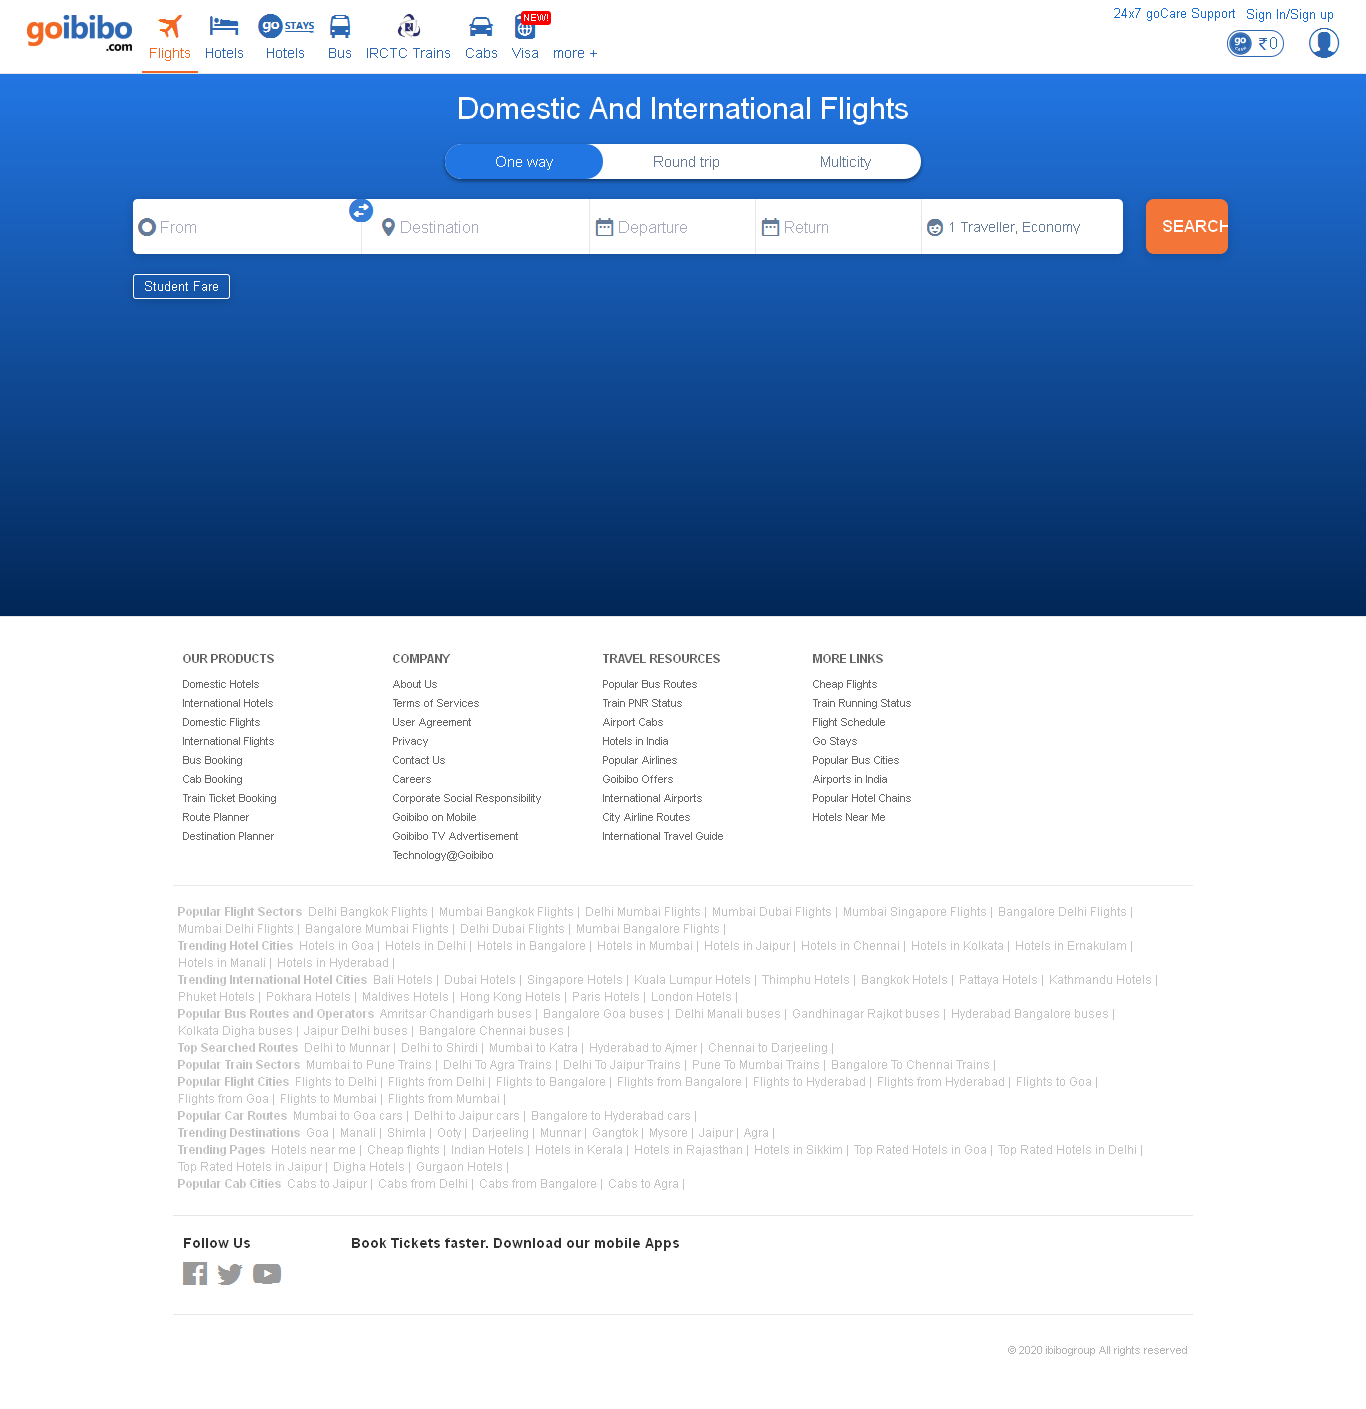 goibibo
.com
Flights
Hotels
go STAYS
Hotels
Bus
IRCTC Trains
Cabs
NEW!
Visa
more +
24x7 goCare Support
Sign In/Sign up
go
₹0
Domestic And International Flights
One way
Round trip
Multicity
From
Destination
Departure
Return
1 Traveller, Economy
SEARCH
Student Fare
OUR PRODUCTS
Domestic Hotels
International Hotels
Domestic Flights
International Flights
Bus Booking
Cab Booking
Train Ticket Booking
Route Planner
Destination Planner
COMPANY
About Us
Terms of Services
User Agreement
Privacy
Contact Us
Careers
Corporate Social Responsibility
Goibibo on Mobile
Goibibo TV Advertisement
Technology@Goibibo
TRAVEL RESOURCES
Popular Bus Routes
Train PNR Status
Airport Cabs
Hotels in India
Popular Airlines
Goibibo Offers
International Airports
City Airline Routes
International Travel Guide
MORE LINKS
Cheap Flights
Train Running Status
Flight Schedule
Go Stays
Popular Bus Cities
Airports in India
Popular Hotel Chains
Hotels Near Me
Popular Flight Sectors Delhi Bangkok Flights | Mumbai Bangkok Flights | Delhi Mumbai Flights | Mumbai Dubai Flights | Mumbai Singapore Flights | Bangalore Delhi Flights |
Mumbai Delhi Flights | Bangalore Mumbai Flights | Delhi Dubai Flights | Mumbai Bangalore Flights |
Trending Hotel Cities Hotels in Goa | Hotels in Delhi | Hotels in Bangalore | Hotels in Mumbai | Hotels in Jaipur | Hotels in Chennai | Hotels in Kolkata | Hotels in Ernakulam |
Hotels in Manali | Hotels in Hyderabad |
Trending International Hotel Cities Bali Hotels | Dubai Hotels | Singapore Hotels | Kuala Lumpur Hotels | Thimphu Hotels | Bangkok Hotels | Pattaya Hotels | Kathmandu Hotels |
Phuket Hotels | Pokhara Hotels | Maldives Hotels | Hong Kong Hotels | Paris Hotels | London Hotels |
Popular Bus Routes and Operators Amritsar Chandigarh buses | Bangalore Goa buses | Delhi Manali buses | Gandhinagar Rajkot buses | Hyderabad Bangalore buses |
Kolkata Digha buses | Jaipur Delhi buses | Bangalore Chennai buses |
Top Searched Routes Delhi to Munnar | Delhi to Shirdi | Mumbai to Katra | Hyderabad to Ajmer | Chennai to Darjeeling |
Popular Train Sectors Mumbai to Pune Trains | Delhi To Agra Trains | Delhi To Jaipur Trains | Pune To Mumbai Trains | Bangalore To Chennai Trains |
Popular Flight Cities Flights to Delhi | Flights from Delhi | Flights to Bangalore | Flights from Bangalore | Flights to Hyderabad | Flights from Hyderabad | Flights to Goa |
Flights from Goa | Flights to Mumbai | Flights from Mumbai |
Popular Car Routes Mumbai to Goa cars | Delhi to Jaipur cars | Bangalore to Hyderabad cars |
Trending Destinations Goa | Manali | Shimla | Ooty | Darjeeling | Munnar | Gangtok | Mysore | Jaipur | Agra |
Trending Pages Hotels near me | Cheap flights | Indian Hotels | Hotels in Kerala | Hotels in Rajasthan | Hotels in Sikkim | Top Rated Hotels in Goa | Top Rated Hotels in Delhi |
Top Rated Hotels in Jaipur | Digha Hotels | Gurgaon Hotels |
Popular Cab Cities Cabs to Jaipur | Cabs from Delhi | Cabs from Bangalore | Cabs to Agra |
Follow Us
Book Tickets faster. Download our mobile Apps
© 2020 ibibogroup All rights reserved